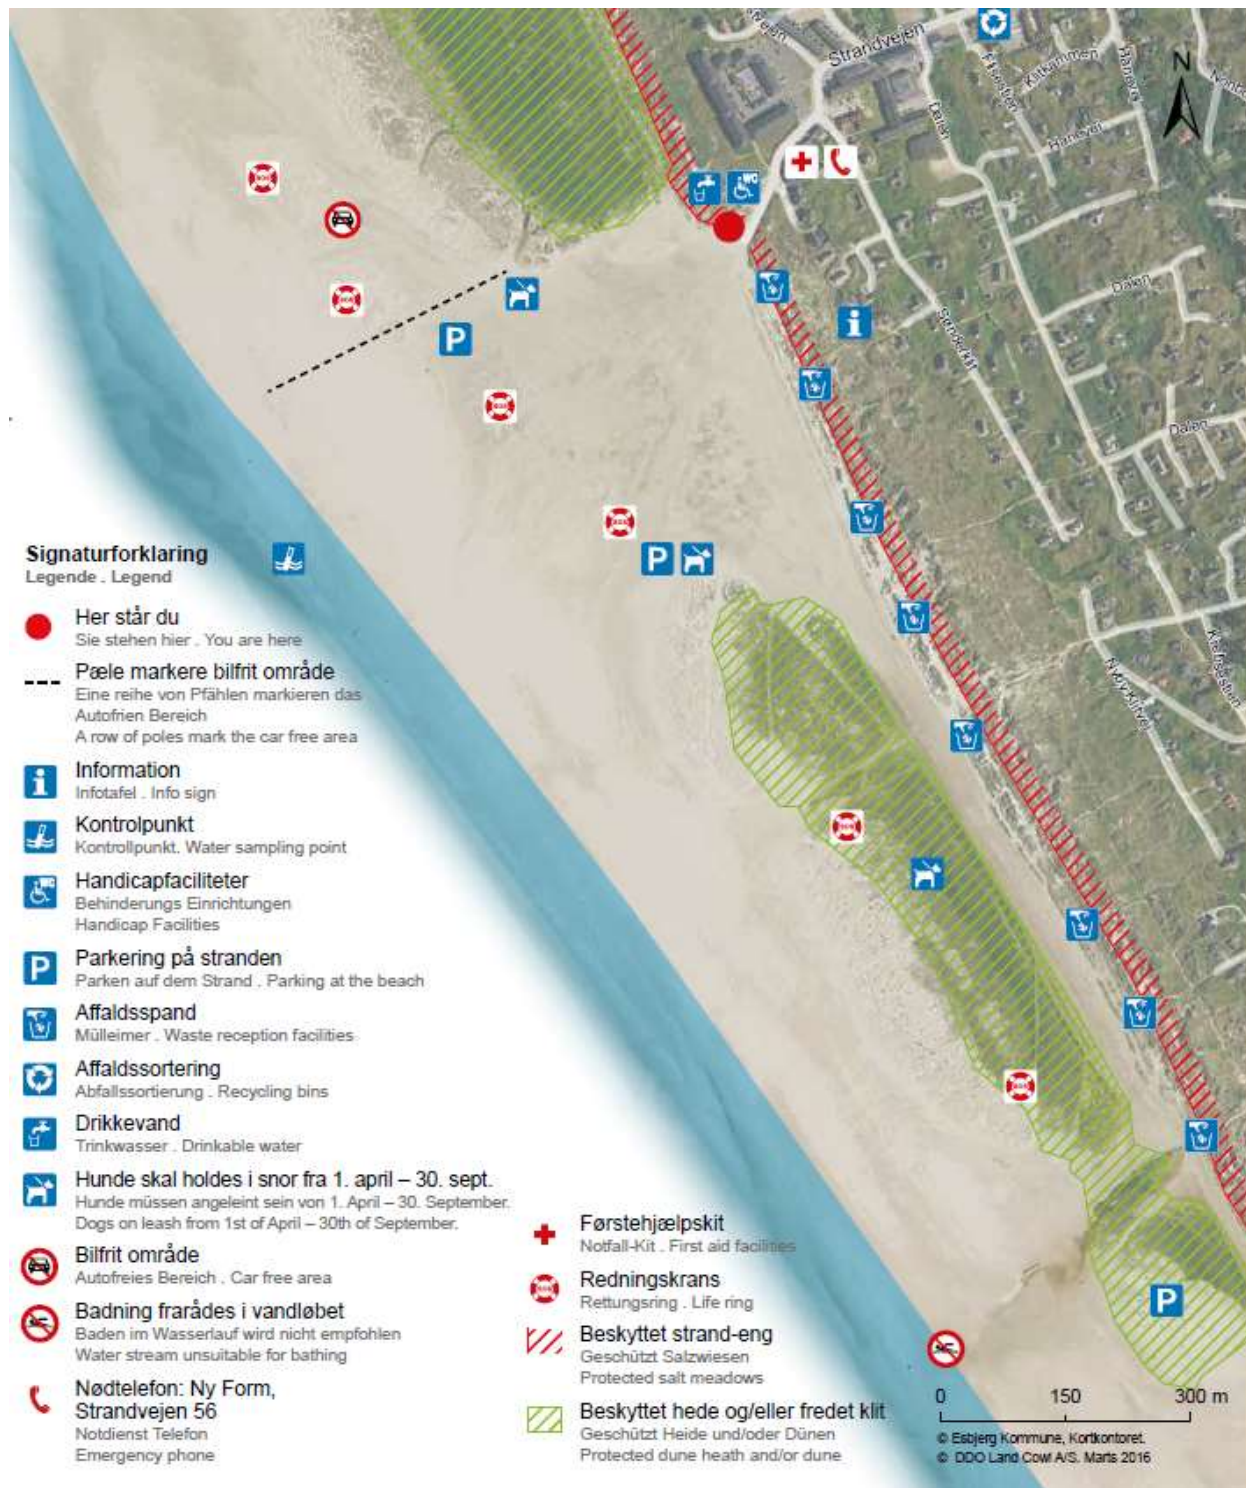 Strandvejen
Klitkammen
Hanevej
Dalen
Dalen
Dalen
Sønderklit
Nyby Klitvej
N
WC
Signaturforklaring
Legende . Legend
Her står du
Sie stehen hier . You are here
Pæle markere bilfrit område
Eine reihe von Pfählen markieren das
Autofrien Bereich
A row of poles mark the car free area
Information
Infotafel . Info sign
Kontrolpunkt
Kontrollpunkt. Water sampling point
Handicapfaciliteter
Behinderungs Einrichtungen
Handicap Facilities
P
Parkering på stranden
Parken auf dem Strand . Parking at the beach
Affaldsspand
Mülleimer . Waste reception facilities
Affaldssortering
Abfallssortierung . Recycling bins
Drikkevand
Trinkwasser . Drinkable water
Hunde skal holdes i snor fra 1. april – 30. sept.
Hunde müssen angeleint sein von 1. April – 30. September.
Dogs on leash from 1st of April – 30th of September.
Bilfrit område
Autofreies Bereich . Car free area
Badning frarådes i vandløbet
Baden im Wasserlauf wird nicht empfohlen
Water stream unsuitable for bathing
Nødtelefon: Ny Form,
Strandvejen 56
Notdienst Telefon
Emergency phone
Førstehjælpskit
Notfall-Kit . First aid facilities
Redningskrans
Rettungsring . Life ring
Beskyttet strand-eng
Geschützt Salzwiesen
Protected salt meadows
Beskyttet hede og/eller fredet klit
Geschützt Heide und/oder Dünen
Protected dune heath and/or dune
P
P
P
0 150 300 m
© Esbjerg Kommune, Kortkontoret.
© DDO Land Cowi A/S. Marts 2016